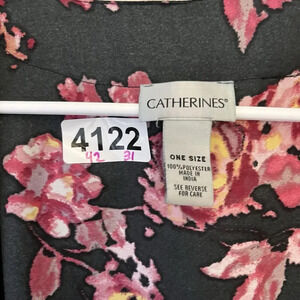 CATHERINES®
4122
42 31
ONE SIZE
100% POLYESTER
MADE IN
INDIA
SEE REVERSE
FOR CARE